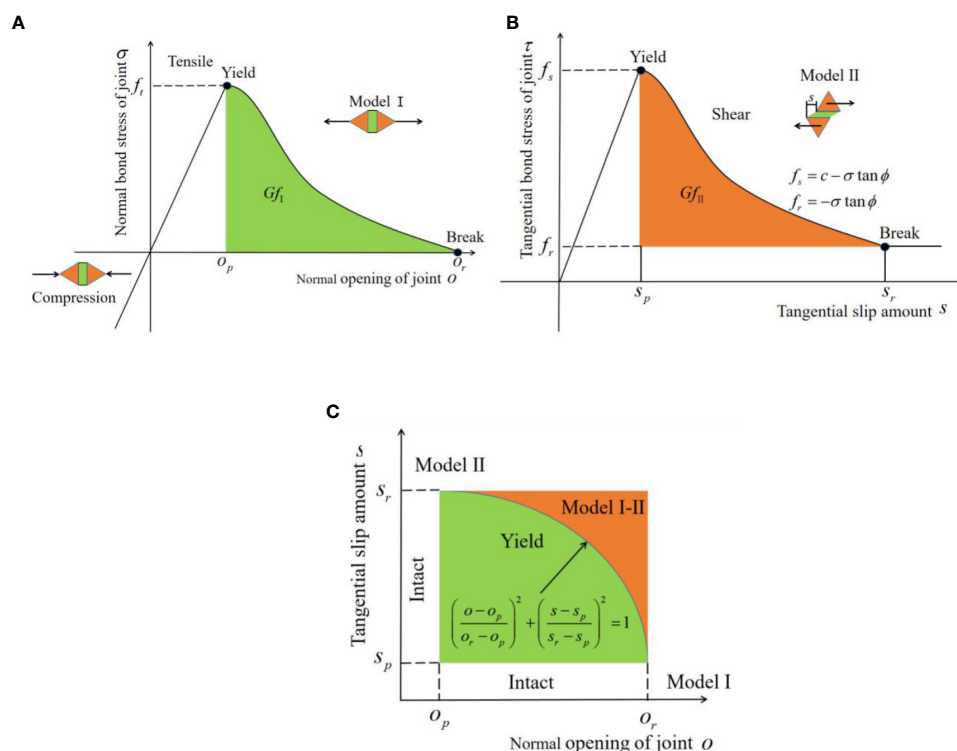 A
Normal bond stress of joint σ
Tensile
Yield
f_t
Model I
Gf_I
Break
o_p
o_r
Normal opening of joint o
Compression
B
Tangential bond stress of joint τ
Yield
f_s
Model II
s
Shear
f_s = c − σ tan ϕ
f_r = −σ tan ϕ
Gf_II
Break
f_r
s_p
s_r
Tangential slip amount s
C
Tangential slip amount s
Model II
s_r
Model I-II
Yield
Intact
((o − o_p)/(o_r − o_p))² + ((s − s_p)/(s_r − s_p))² = 1
s_p
Intact
Model I
o_p
o_r
Normal opening of joint o